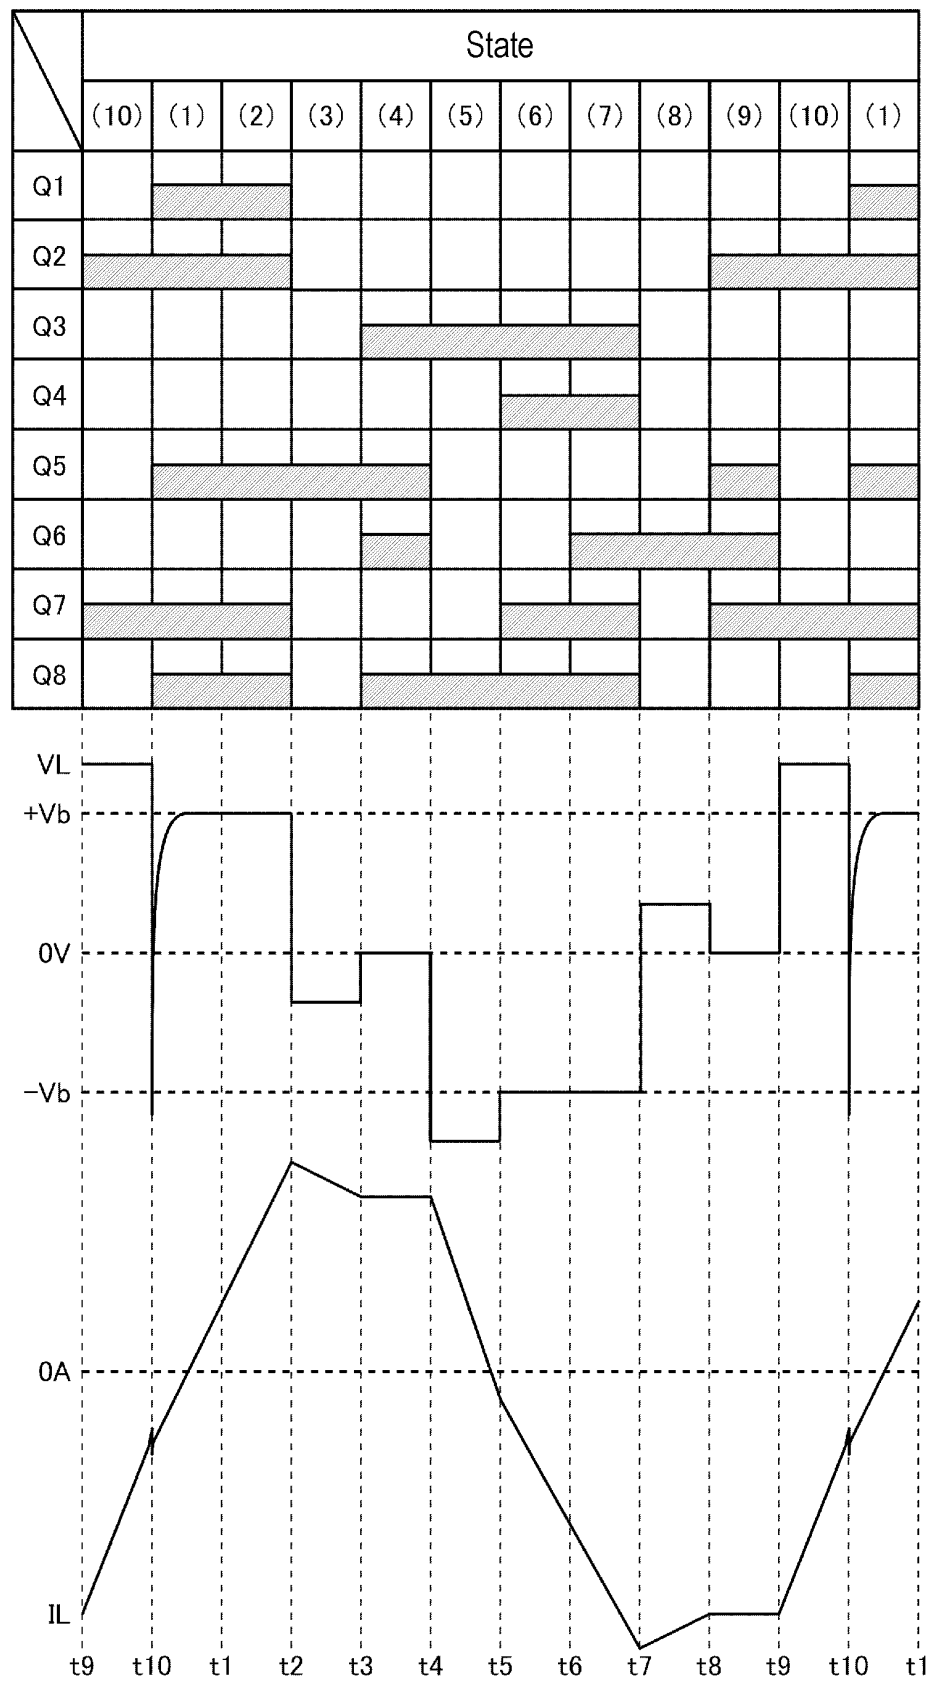 State
(10) (1) (2) (3) (4) (5) (6) (7) (8) (9) (10) (1)
Q1
Q2
Q3
Q4
Q5
Q6
Q7
Q8
VL
+Vb
0V
−Vb
0A
IL
t9 t10 t1 t2 t3 t4 t5 t6 t7 t8 t9 t10 t1